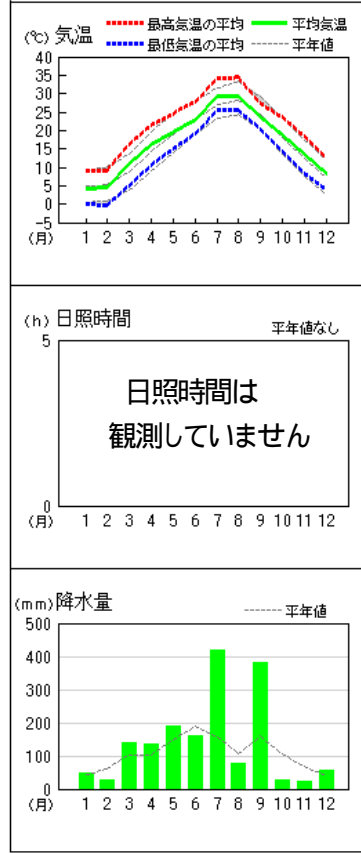 (℃) 気温 最高気温の平均 平均気温
最低気温の平均 平年値
40
35
30
25
20
15
10
5
0
-5
1 2 3 4 5 6 7 8 9 10 11 12
(月)
(h) 日照時間 平年値なし
5
日照時間は
観測していません
0
1 2 3 4 5 6 7 8 9 10 11 12
(月)
(mm) 降水量 平年値
500
400
300
200
100
0
1 2 3 4 5 6 7 8 9 10 11 12
(月)